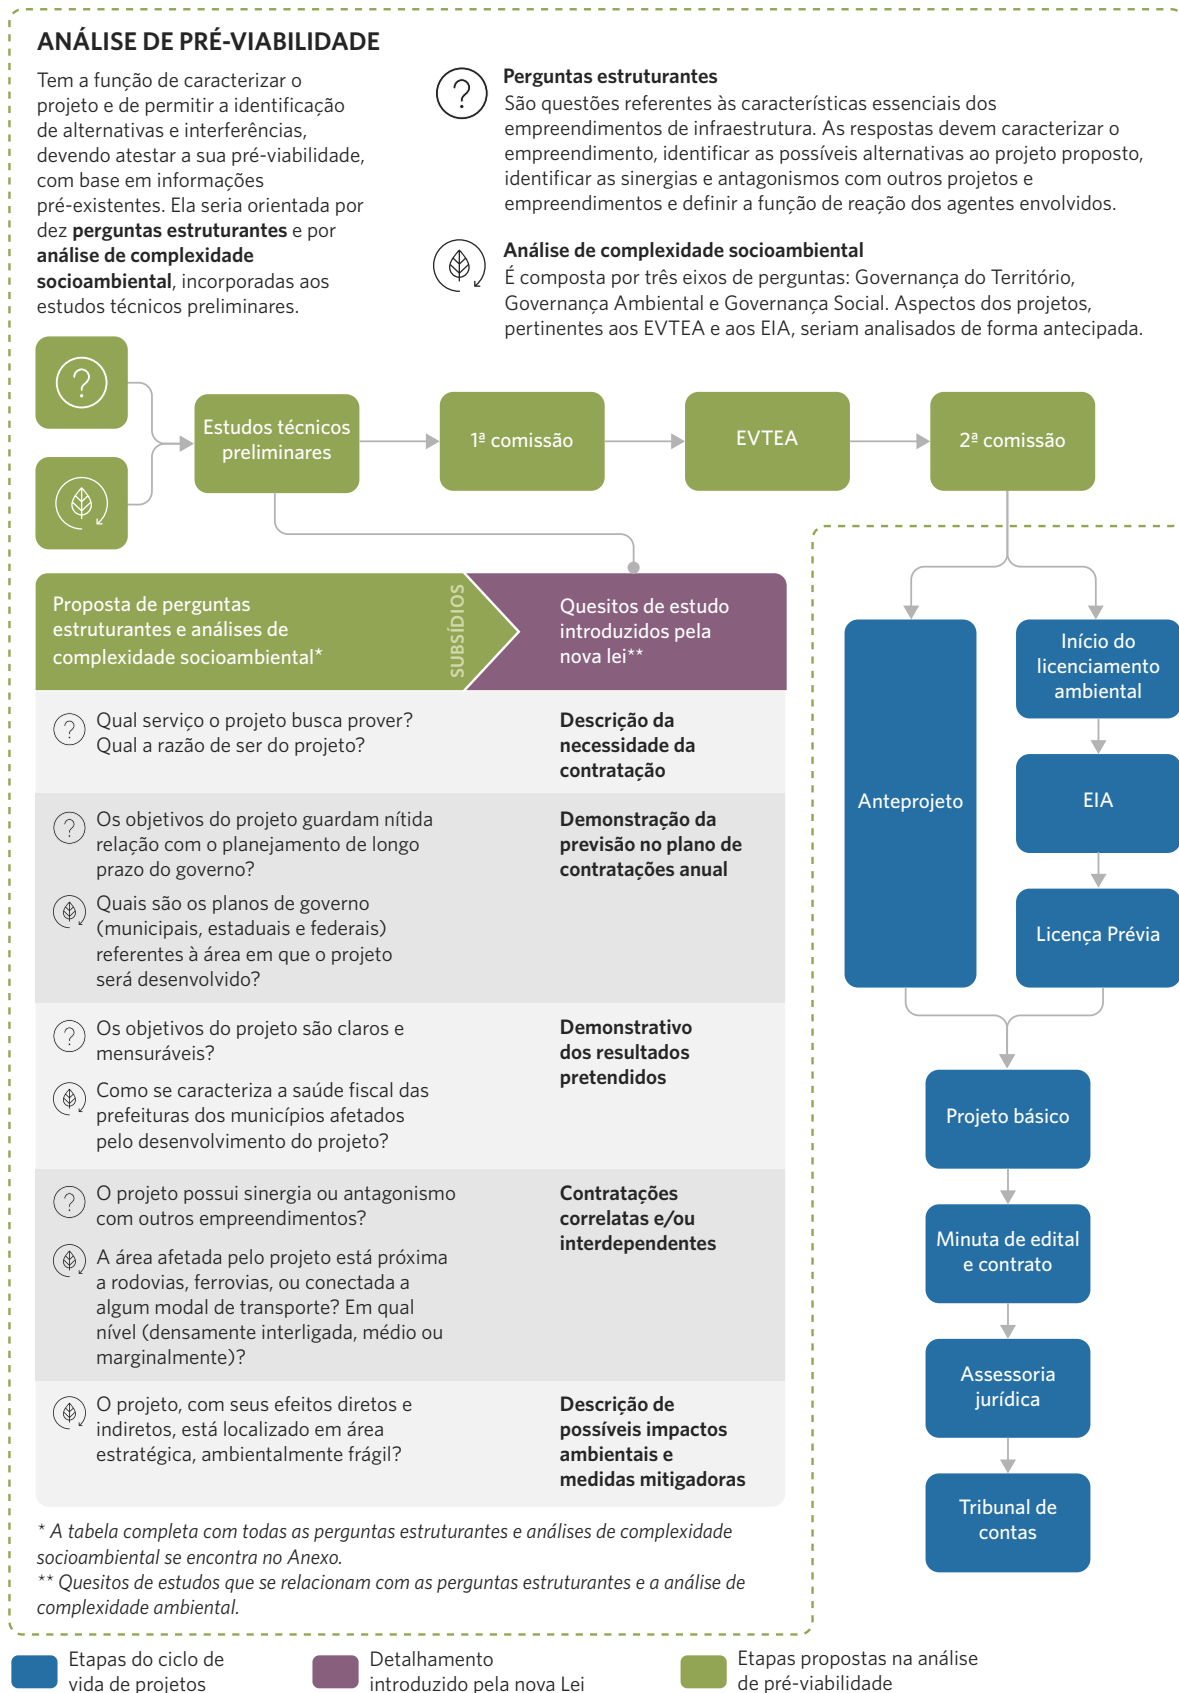 ANÁLISE DE PRÉ-VIABILIDADE
Tem a função de caracterizar o
projeto e de permitir a identificação
de alternativas e interferências,
devendo atestar a sua pré-viabilidade,
com base em informações
pré-existentes. Ela seria orientada por
dez perguntas estruturantes e por
análise de complexidade
socioambiental, incorporadas aos
estudos técnicos preliminares.
?
Perguntas estruturantes
São questões referentes às características essenciais dos
empreendimentos de infraestrutura. As respostas devem caracterizar o
empreendimento, identificar as possíveis alternativas ao projeto proposto,
identificar as sinergias e antagonismos com outros projetos e
empreendimentos e definir a função de reação dos agentes envolvidos.
Análise de complexidade socioambiental
É composta por três eixos de perguntas: Governança do Território,
Governança Ambiental e Governança Social. Aspectos dos projetos,
pertinentes aos EVTEA e aos EIA, seriam analisados de forma antecipada.
?
Estudos técnicos
preliminares
1ª comissão
EVTEA
2ª comissão
Proposta de perguntas
estruturantes e análises de
complexidade socioambiental*
SUBSÍDIOS
Quesitos de estudo
introduzidos pela
nova lei**
?
Qual serviço o projeto busca prover?
Qual a razão de ser do projeto?
Descrição da
necessidade da
contratação
?
Os objetivos do projeto guardam nítida
relação com o planejamento de longo
prazo do governo?
Quais são os planos de governo
(municipais, estaduais e federais)
referentes à área em que o projeto
será desenvolvido?
Demonstração da
previsão no plano de
contratações anual
?
Os objetivos do projeto são claros e
mensuráveis?
Como se caracteriza a saúde fiscal das
prefeituras dos municípios afetados
pelo desenvolvimento do projeto?
Demonstrativo
dos resultados
pretendidos
?
O projeto possui sinergia ou antagonismo
com outros empreendimentos?
A área afetada pelo projeto está próxima
a rodovias, ferrovias, ou conectada a
algum modal de transporte? Em qual
nível (densamente interligada, médio ou
marginalmente)?
Contratações
correlatas e/ou
interdependentes
O projeto, com seus efeitos diretos e
indiretos, está localizado em área
estratégica, ambientalmente frágil?
Descrição de
possíveis impactos
ambientais e
medidas mitigadoras
* A tabela completa com todas as perguntas estruturantes e análises de complexidade
socioambiental se encontra no Anexo.
** Quesitos de estudos que se relacionam com as perguntas estruturantes e a análise de
complexidade ambiental.
Anteprojeto
Início do
licenciamento
ambiental
EIA
Licença Prévia
Projeto básico
Minuta de edital
e contrato
Assessoria
jurídica
Tribunal de
contas
Etapas do ciclo de
vida de projetos
Detalhamento
introduzido pela nova Lei
Etapas propostas na análise
de pré-viabilidade